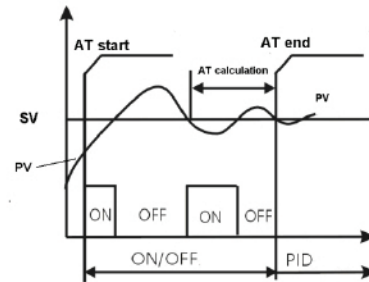 AT start
AT end
AT calculation
PV
SV
PV
ON
OFF
ON
OFF
ON/OFF.
PID